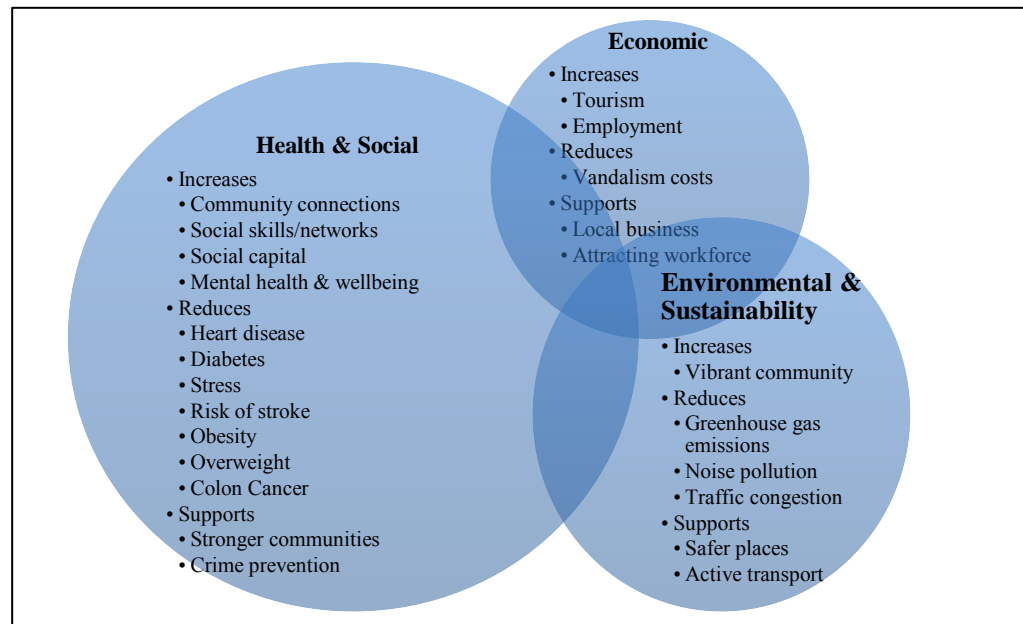 Economic
• Increases
• Tourism
• Employment
• Reduces
• Vandalism costs
• Supports
• Local business
• Attracting workforce
Health & Social
• Increases
• Community connections
• Social skills/networks
• Social capital
• Mental health & wellbeing
• Reduces
• Heart disease
• Diabetes
• Stress
• Risk of stroke
• Obesity
• Overweight
• Colon Cancer
• Supports
• Stronger communities
• Crime prevention
Environmental &
Sustainability
• Increases
• Vibrant community
• Reduces
• Greenhouse gas
emissions
• Noise pollution
• Traffic congestion
• Supports
• Safer places
• Active transport